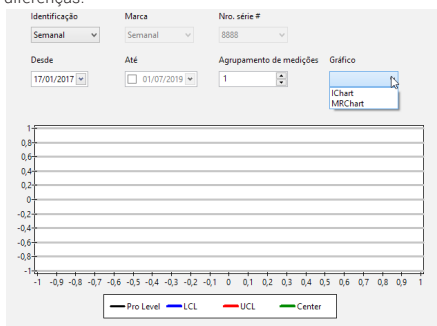 diferenças.
Identificação Marca Nro. série #
Semanal Semanal 8888
Desde Até Agrupamento de medições Gráfico
17/01/2017 01/07/2019 1
IChart
MRChart
1
0,8
0,6
0,4
0,2
0
-0,2
-0,4
-0,6
-0,8
-1
-1 -0,9 -0,8 -0,7 -0,6 -0,5 -0,4 -0,3 -0,2 -0,1 0 0,1 0,2 0,3 0,4 0,5 0,6 0,7 0,8 0,9 1
Pro Level LCL UCL Center